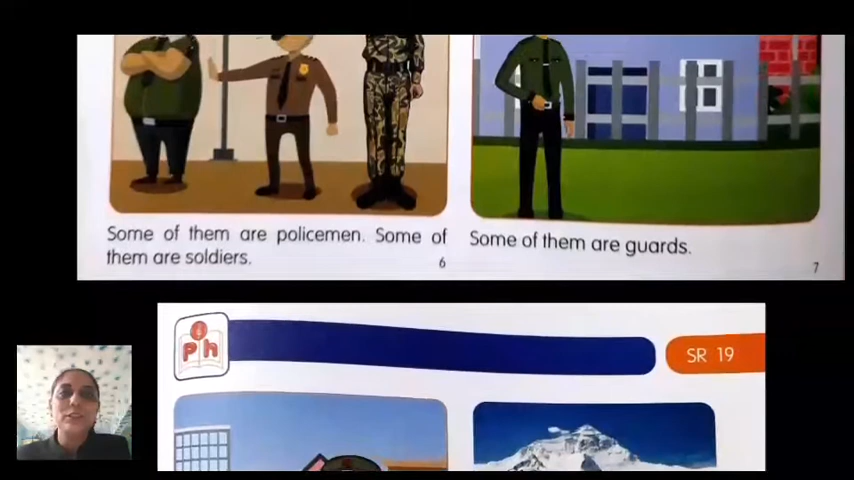 Some of them are policemen. Some of
them are soldiers.
6
Some of them are guards.
7
Ph
SR 19